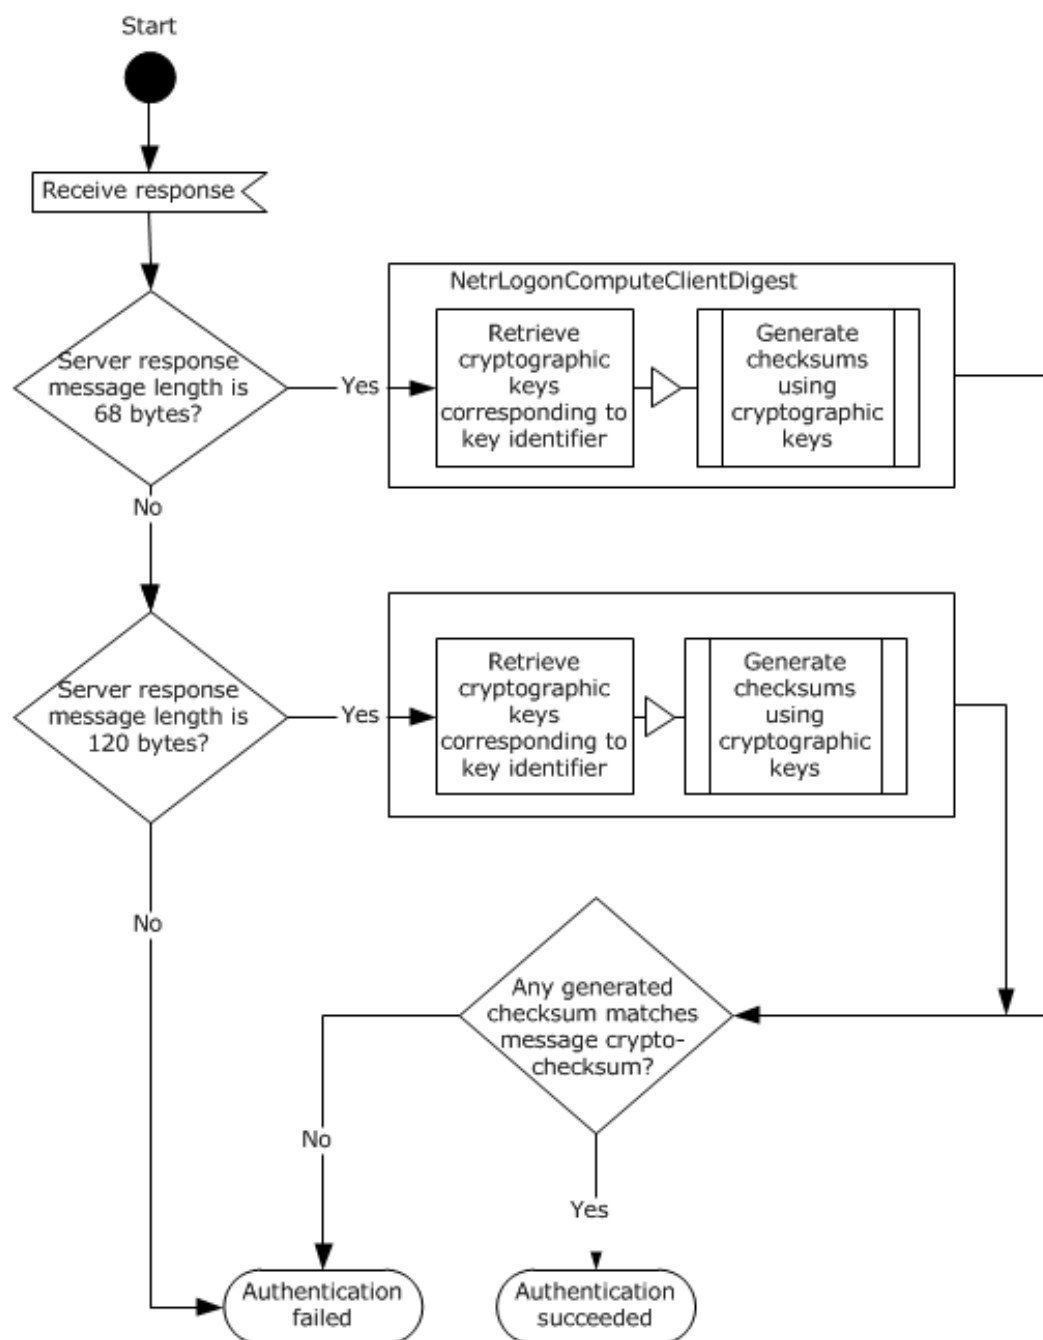 Start
Receive response
Server response
message length is
68 bytes?
Yes
NetrLogonComputeClientDigest
Retrieve
cryptographic
keys
corresponding to
key identifier
Generate
checksums
using
cryptographic
keys
No
Server response
message length is
120 bytes?
Yes
Retrieve
cryptographic
keys
corresponding to
key identifier
Generate
checksums
using
cryptographic
keys
No
Any generated
checksum matches
message crypto-
checksum?
No
Yes
Authentication
failed
Authentication
succeeded